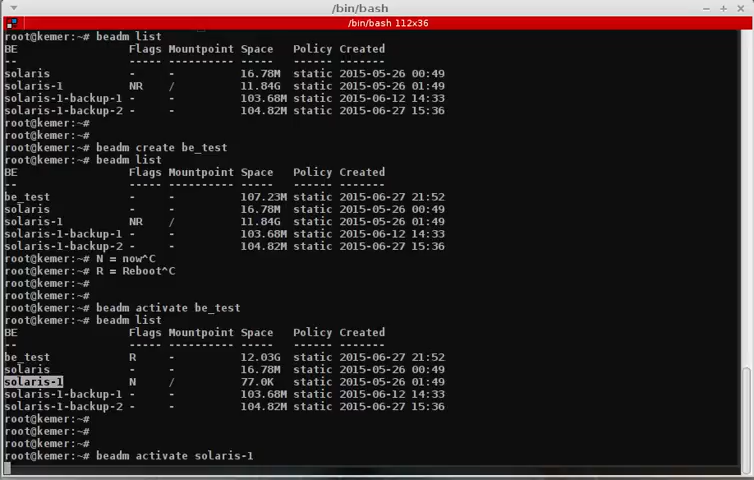 /bin/bash
/bin/bash 112x36
root@kemer:~# beadm list
BE                Flags Mountpoint Space   Policy Created
--                ----- ---------- -----   ------ -------
solaris           -     -          16.78M  static 2015-05-26 00:49
solaris-1         NR    /          11.84G  static 2015-05-26 01:49
solaris-1-backup-1 -     -          103.68M static 2015-06-12 14:33
solaris-1-backup-2 -     -          104.82M static 2015-06-27 15:36
root@kemer:~#
root@kemer:~#
root@kemer:~# beadm create be_test
root@kemer:~# beadm list
BE                Flags Mountpoint Space   Policy Created
--                ----- ---------- -----   ------ -------
be_test           -     -          107.23M static 2015-06-27 21:52
solaris           -     -          16.78M  static 2015-05-26 00:49
solaris-1         NR    /          11.84G  static 2015-05-26 01:49
solaris-1-backup-1 -     -          103.68M static 2015-06-12 14:33
solaris-1-backup-2 -     -          104.82M static 2015-06-27 15:36
root@kemer:~# N = now^C
root@kemer:~# R = Reboot^C
root@kemer:~#
root@kemer:~#
root@kemer:~# beadm activate be_test
root@kemer:~# beadm list
BE                Flags Mountpoint Space   Policy Created
--                ----- ---------- -----   ------ -------
be_test           R     -          12.03G  static 2015-06-27 21:52
solaris           -     -          16.78M  static 2015-05-26 00:49
solaris-1         N     /          77.0K   static 2015-05-26 01:49
solaris-1-backup-1 -     -          103.68M static 2015-06-12 14:33
solaris-1-backup-2 -     -          104.82M static 2015-06-27 15:36
root@kemer:~#
root@kemer:~#
root@kemer:~#
root@kemer:~# beadm activate solaris-1